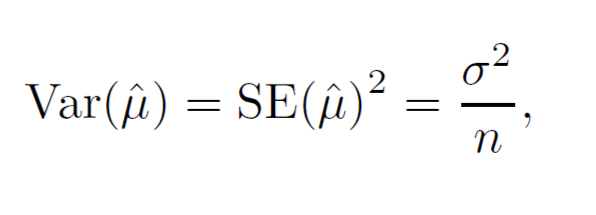 Var(μ̂) = SE(μ̂)² = σ²/n,